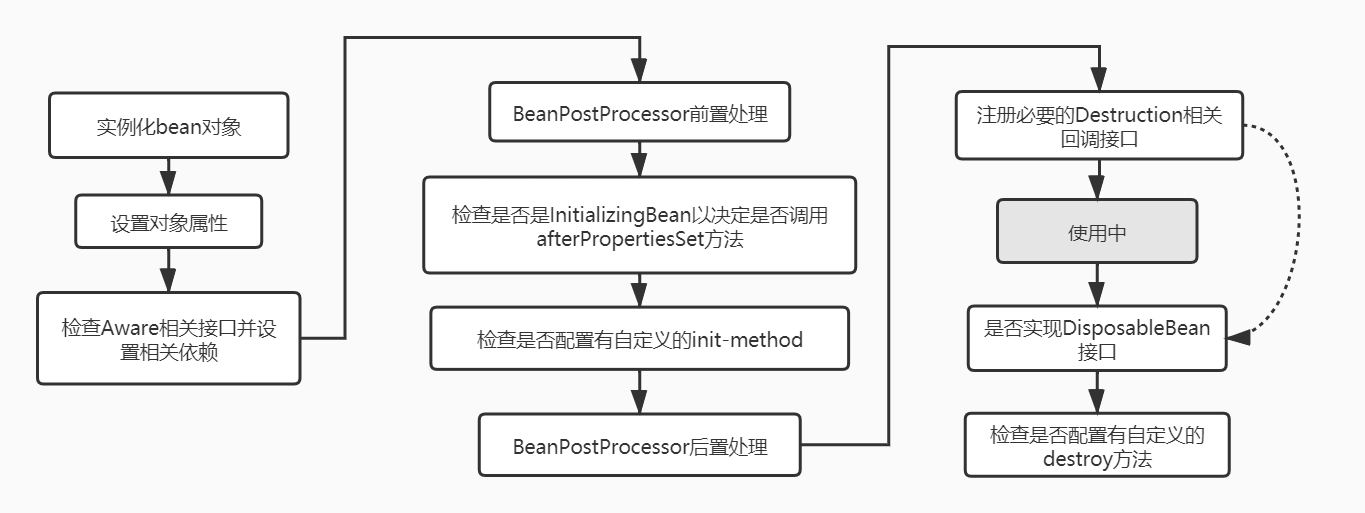 实例化bean对象
设置对象属性
检查Aware相关接口并设
置相关依赖
BeanPostProcessor前置处理
检查是否是InitializingBean以决定是否调用
afterPropertiesSet方法
检查是否配置有自定义的init-method
BeanPostProcessor后置处理
注册必要的Destruction相关
回调接口
使用中
是否实现DisposableBean
接口
检查是否配置有自定义的
destroy方法